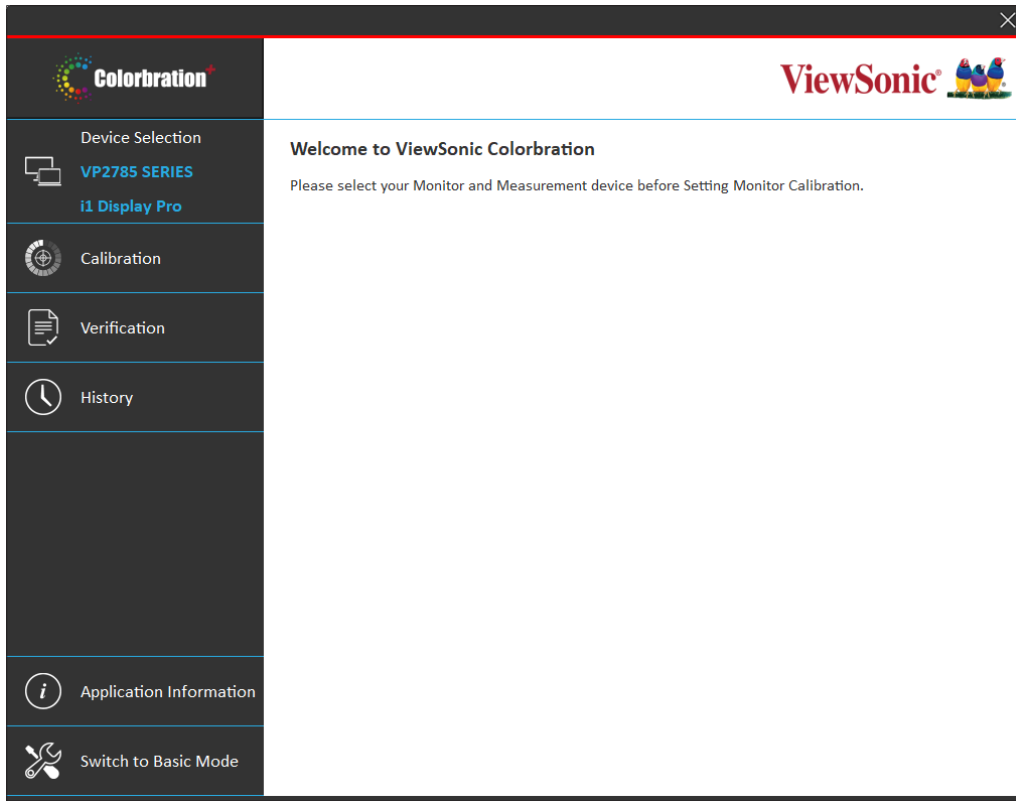 Colorbration+
ViewSonic®
Device Selection
VP2785 SERIES
i1 Display Pro
Calibration
Verification
History
Application Information
Switch to Basic Mode
Welcome to ViewSonic Colorbration
Please select your Monitor and Measurement device before Setting Monitor Calibration.